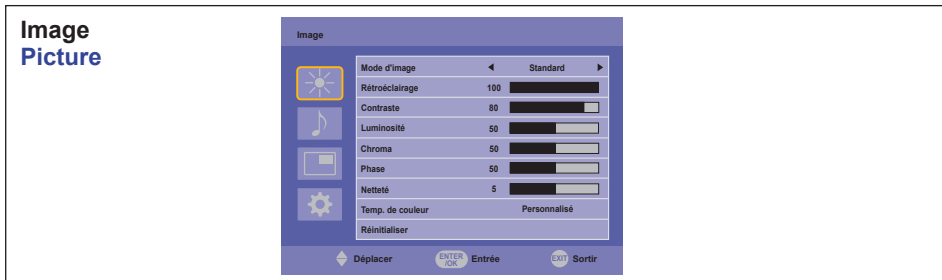 Image
Picture
Image
Mode d'image Standard
Rétroéclairage 100
Contraste 80
Luminosité 50
Chroma 50
Phase 50
Netteté 5
Temp. de couleur Personnalisé
Réinitialiser
Déplacer ENTER /OK Entrée EXIT Sortir